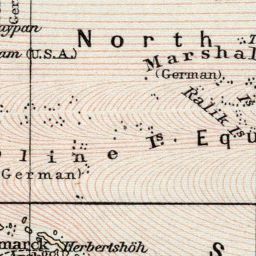 Ger
aypan
am (U.S.A.)
North
Marshal
(German)
Ralik Is
Is
Equ
line Is
German)
marck
Herbertshöh
S